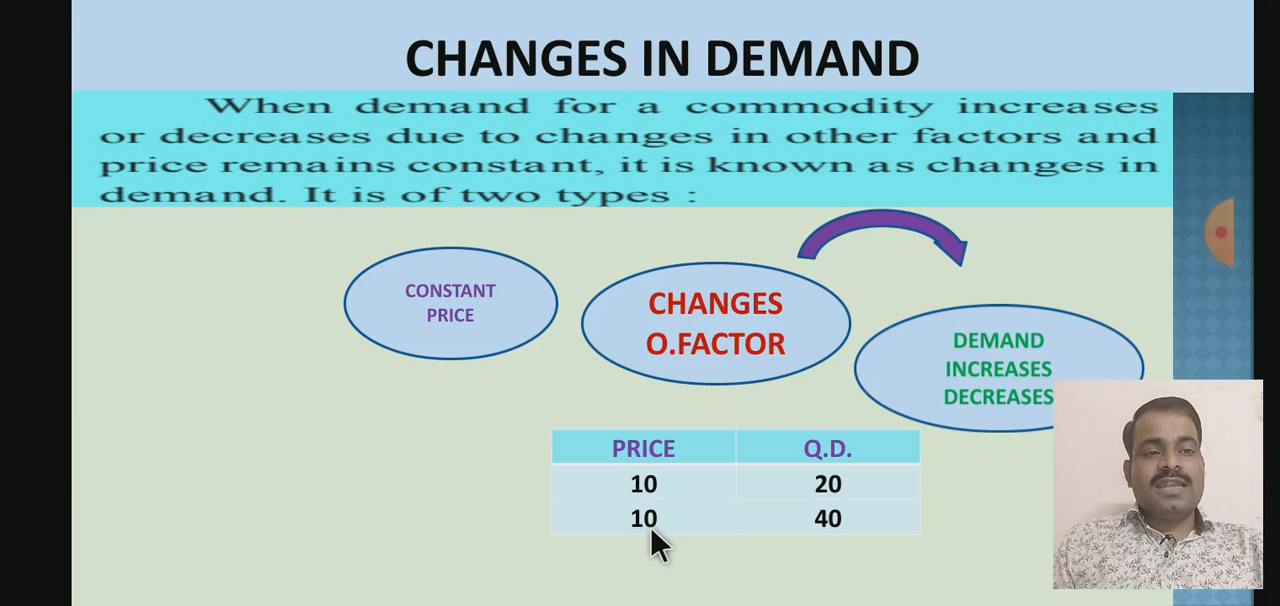 CHANGES IN DEMAND
When demand for a commodity increases
or decreases due to changes in other factors and
price remains constant, it is known as changes in
demand. It is of two types :
CONSTANT
PRICE
CHANGES
O.FACTOR
DEMAND
INCREASES
DECREASES
PRICE Q.D.
10 20
10 40